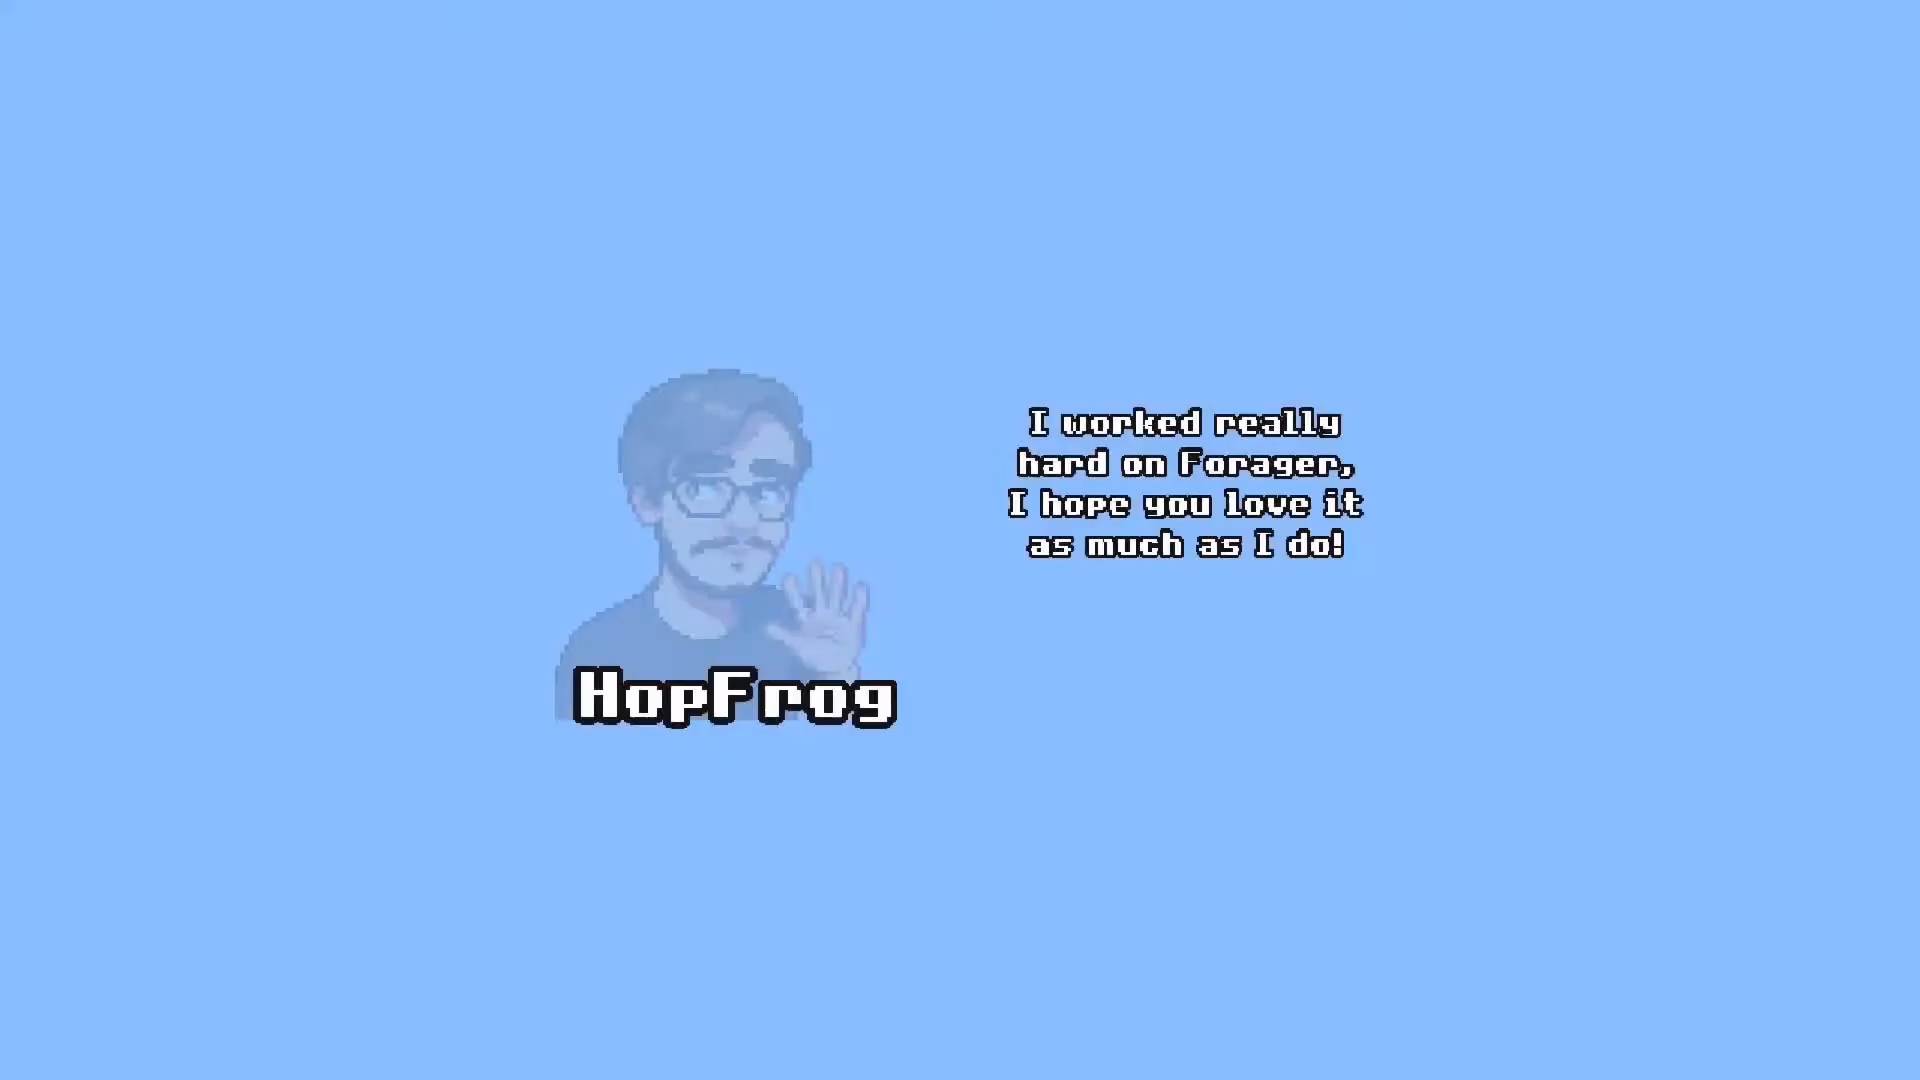 I worked really
hard on Forager,
I hope you love it
as much as I do!
HopFrog